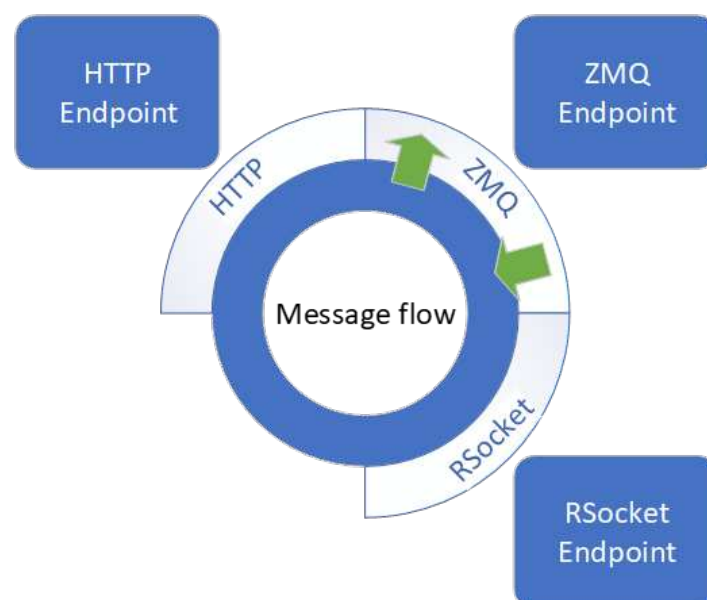 HTTP
Endpoint
ZMQ
Endpoint
HTTP
ZMQ
Message flow
RSocket
RSocket
Endpoint